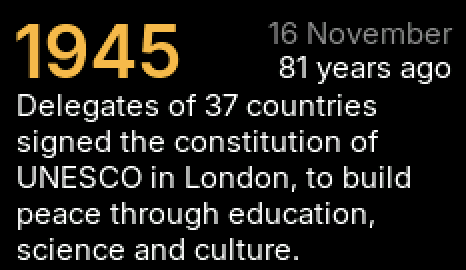 1945
16 November
81 years ago
Delegates of 37 countries
signed the constitution of
UNESCO in London, to build
peace through education,
science and culture.